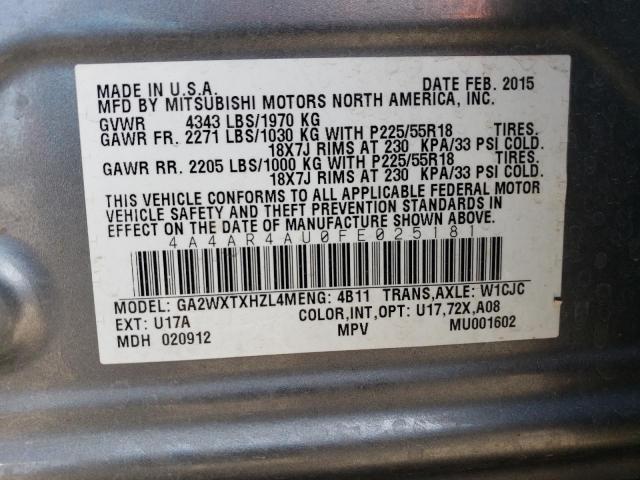 MADE IN U.S.A. DATE FEB. 2015
MFD BY MITSUBISHI MOTORS NORTH AMERICA, INC.
GVWR 4343 LBS/1970 KG
GAWR FR. 2271 LBS/1030 KG WITH P225/55R18 TIRES.
18X7J RIMS AT 230 KPA/33 PSI COLD.
GAWR RR. 2205 LBS/1000 KG WITH P225/55R18 TIRES.
18X7J RIMS AT 230 KPA/33 PSI COLD.
THIS VEHICLE CONFORMS TO ALL APPLICABLE FEDERAL MOTOR
VEHICLE SAFETY AND THEFT PREVENTION STANDARDS IN
EFFECT ON THE DATE OF MANUFACTURE SHOWN ABOVE.
4A4AR4AU0FE025181
MODEL: GA2WXTXHZL4MENG: 4B11 TRANS,AXLE: W1CJC
EXT: U17A COLOR,INT,OPT: U17,72X,A08
MDH 020912 MPV MU001602